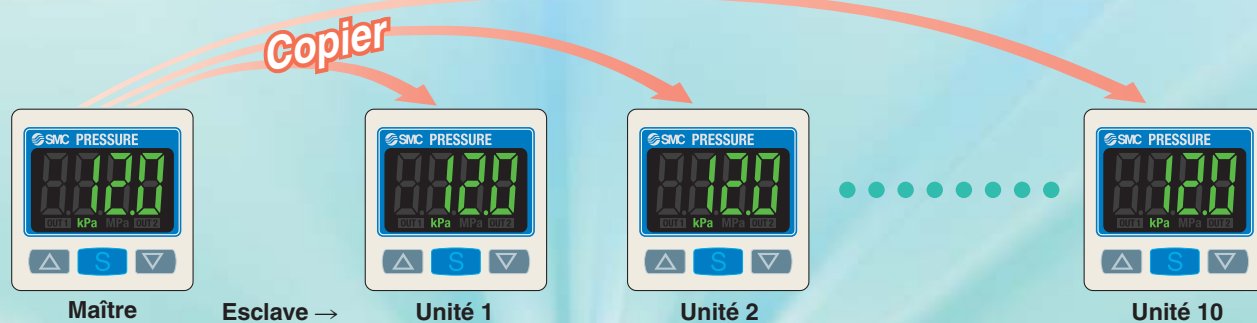 Copier
SMC PRESSURE
12.0
OUT1 kPa MPa OUT2
S
SMC PRESSURE
12.0
OUT1 kPa MPa OUT2
S
SMC PRESSURE
12.0
OUT1 kPa MPa OUT2
S
SMC PRESSURE
12.0
OUT1 kPa MPa OUT2
S
Maître Esclave → Unité 1 Unité 2 Unité 10